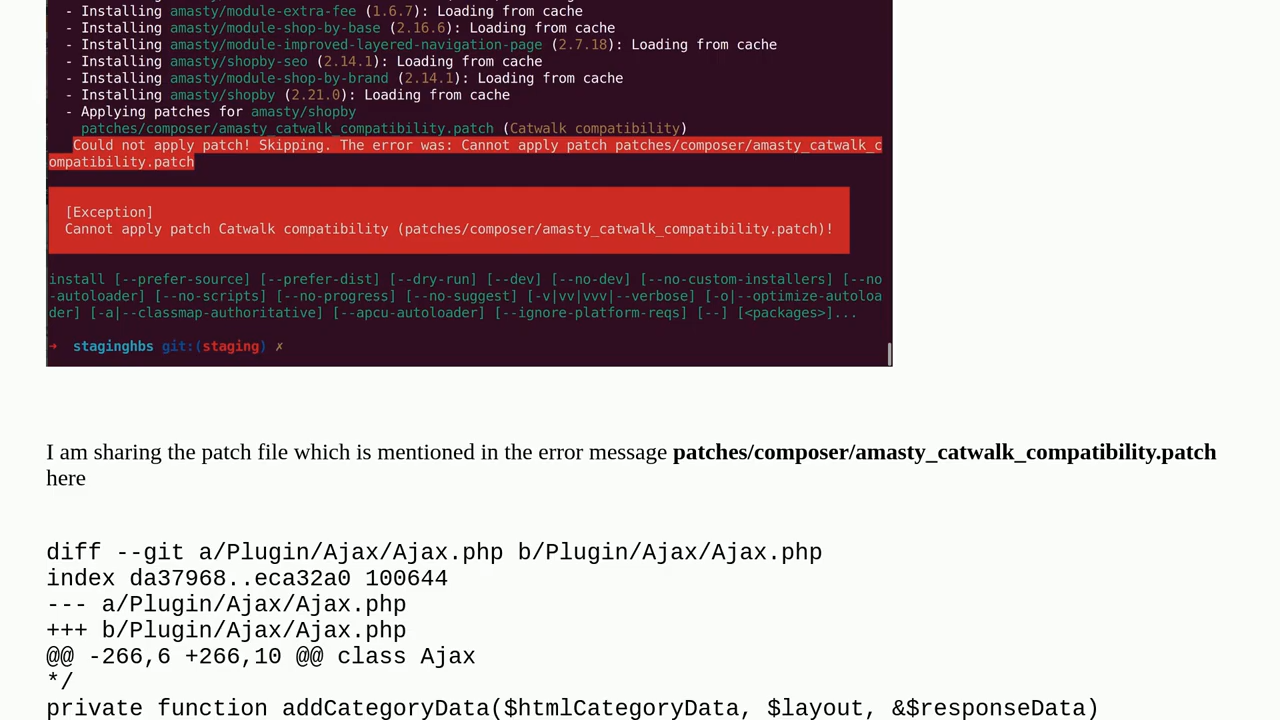 - Installing amasty/module-extra-fee (1.6.7): Loading from cache
- Installing amasty/module-shop-by-base (2.16.6): Loading from cache
- Installing amasty/module-improved-layered-navigation-page (2.7.18): Loading from cache
- Installing amasty/shopby-seo (2.14.1): Loading from cache
- Installing amasty/module-shop-by-brand (2.14.1): Loading from cache
- Installing amasty/shopby (2.21.0): Loading from cache
- Applying patches for amasty/shopby
patches/composer/amasty_catwalk_compatibility.patch (Catwalk compatibility)
Could not apply patch! Skipping. The error was: Cannot apply patch patches/composer/amasty_catwalk_c
ompatibility.patch
[Exception]
Cannot apply patch Catwalk compatibility (patches/composer/amasty_catwalk_compatibility.patch)!
install [--prefer-source] [--prefer-dist] [--dry-run] [--dev] [--no-dev] [--no-custom-installers] [--no
-autoloader] [--no-scripts] [--no-progress] [--no-suggest] [-v|vv|vvv|--verbose] [-o|--optimize-autoloa
der] [-a|--classmap-authoritative] [--apcu-autoloader] [--ignore-platform-reqs] [--] [<packages>]...
➜ staginghbs git:(staging) ✗
I am sharing the patch file which is mentioned in the error message patches/composer/amasty_catwalk_compatibility.patch
here
diff --git a/Plugin/Ajax/Ajax.php b/Plugin/Ajax/Ajax.php
index da37968..eca32a0 100644
--- a/Plugin/Ajax/Ajax.php
+++ b/Plugin/Ajax/Ajax.php
@@ -266,6 +266,10 @@ class Ajax
*/
private function addCategoryData($htmlCategoryData, $layout, &$responseData)